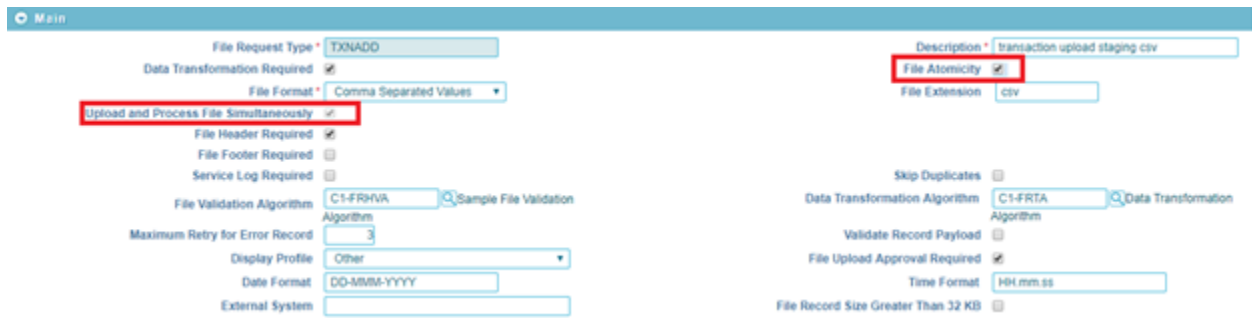 Main
File Request Type * TXNADD Description * transaction upload staging csv
Data Transformation Required File Atomicity
File Format * Comma Separated Values File Extension csv
Upload and Process File Simultaneously
File Header Required
File Footer Required
Service Log Required Skip Duplicates
File Validation Algorithm C1-FRHVA Sample File Validation Data Transformation Algorithm C1-FRTA Data Transformation
Algorithm Algorithm
Maximum Retry for Error Record 3 Validate Record Payload
Display Profile Other File Upload Approval Required
Date Format DD-MMM-YYYY Time Format HH.mm.ss
External System File Record Size Greater Than 32 KB